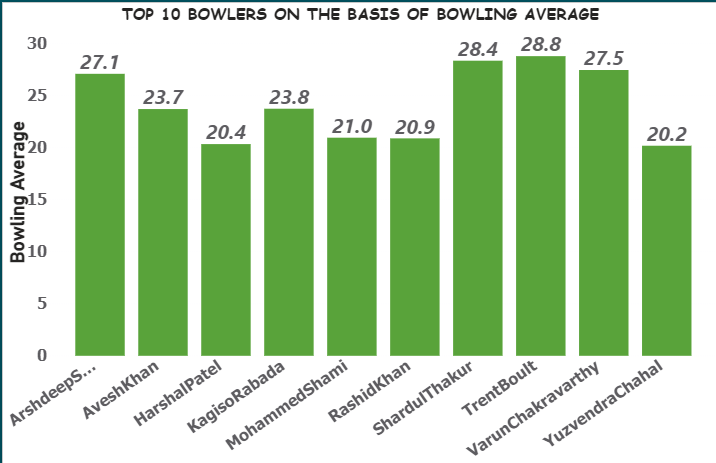 TOP 10 BOWLERS ON THE BASIS OF BOWLING AVERAGE
Bowling Average
30
25
20
15
10
5
0
27.1
23.7
20.4
23.8
21.0
20.9
28.4
28.8
27.5
20.2
ArshdeepS...
AveshKhan
HarshalPatel
KagisoRabada
MohammedShami
RashidKhan
ShardulThakur
TrentBoult
VarunChakravarthy
YuzvendraChahal